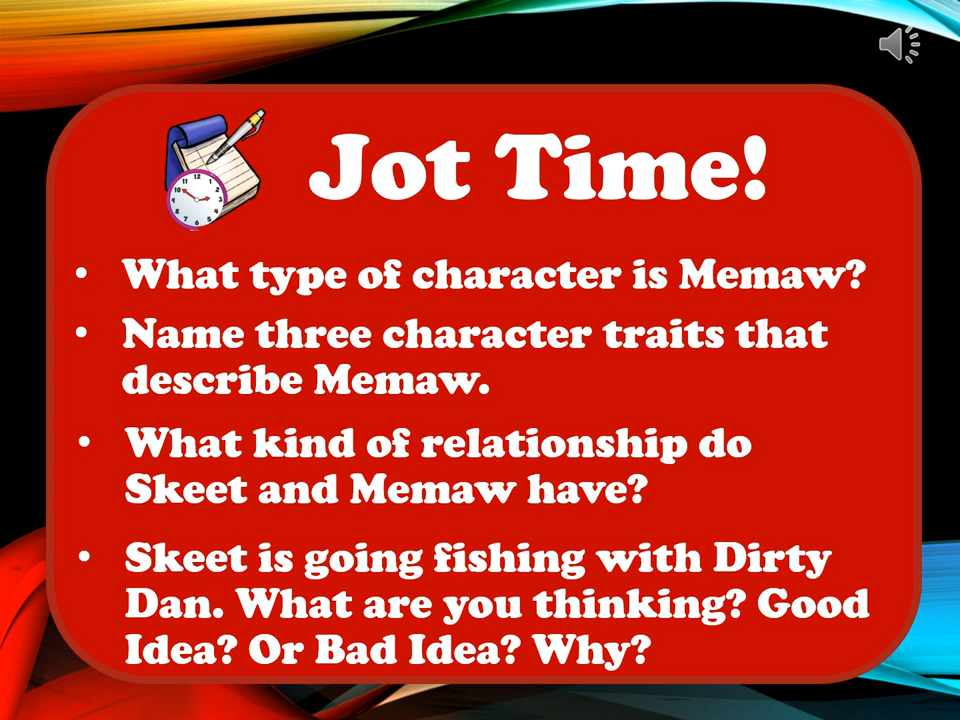 Jot Time!
• What type of character is Memaw?
• Name three character traits that
describe Memaw.
• What kind of relationship do
Skeet and Memaw have?
• Skeet is going fishing with Dirty
Dan. What are you thinking? Good
Idea? Or Bad Idea? Why?